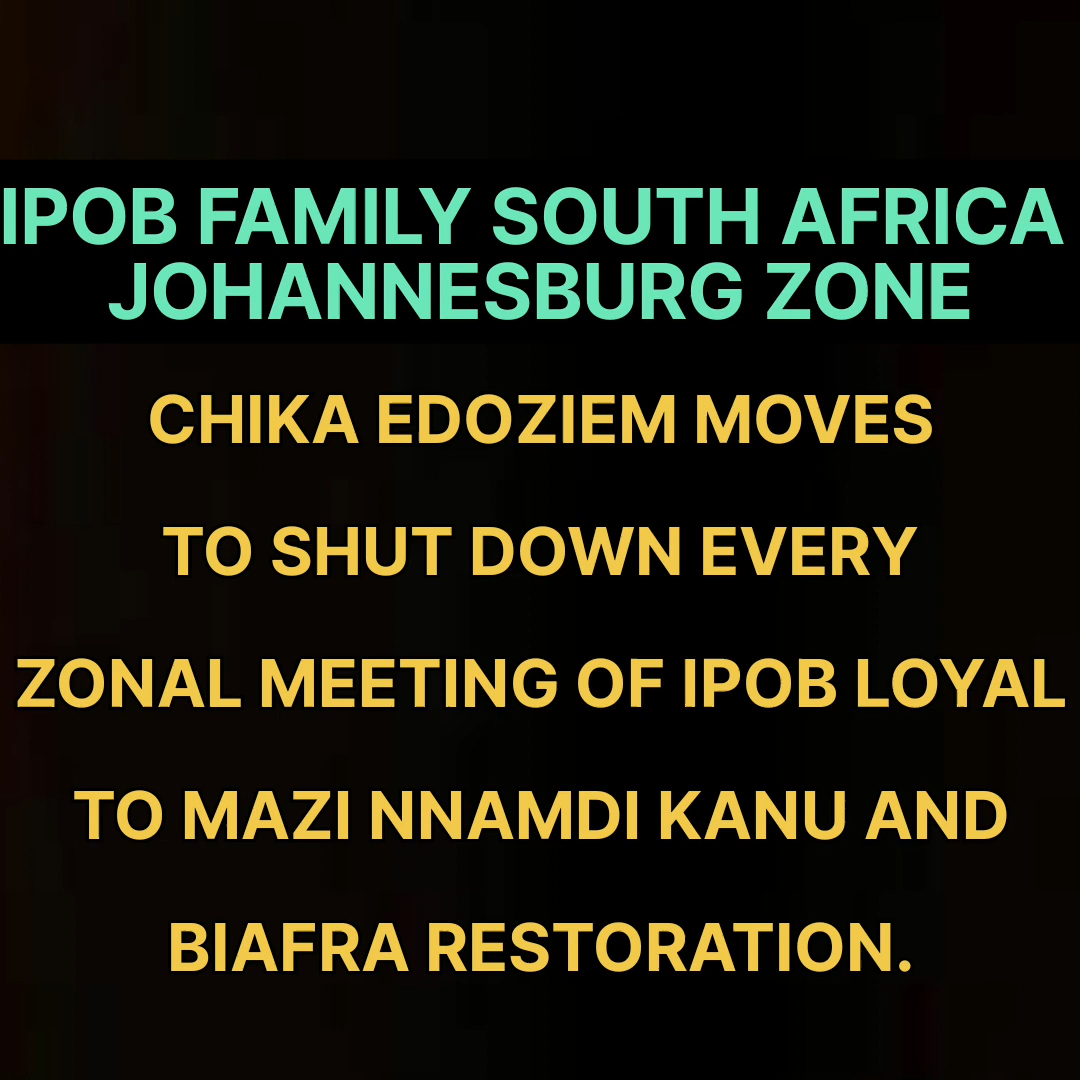 IPOB FAMILY SOUTH AFRICA
JOHANNESBURG ZONE
CHIKA EDOZIEM MOVES
TO SHUT DOWN EVERY
ZONAL MEETING OF IPOB LOYAL
TO MAZI NNAMDI KANU AND
BIAFRA RESTORATION.